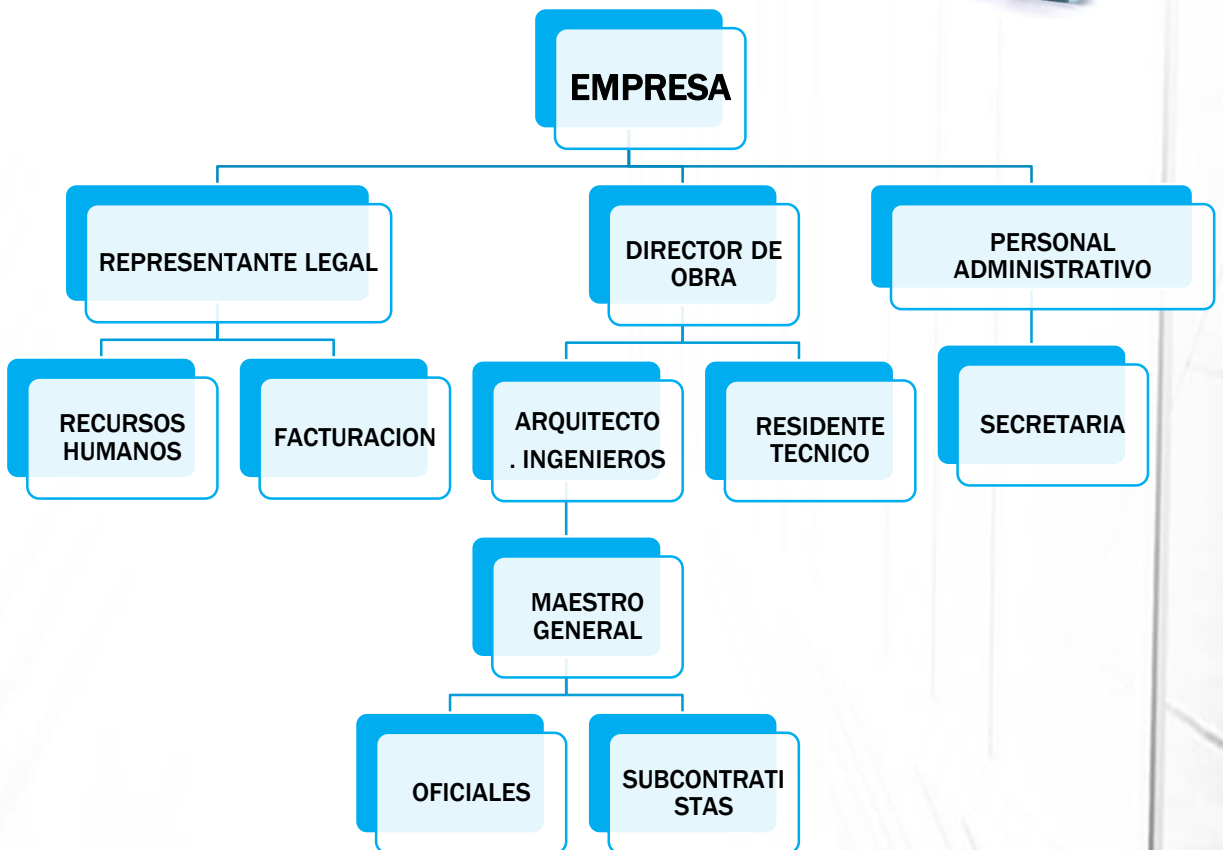 EMPRESA
REPRESENTANTE LEGAL
DIRECTOR DE
OBRA
PERSONAL
ADMINISTRATIVO
RECURSOS
HUMANOS
FACTURACION
ARQUITECTO
. INGENIEROS
RESIDENTE
TECNICO
SECRETARIA
MAESTRO
GENERAL
OFICIALES
SUBCONTRATI
STAS